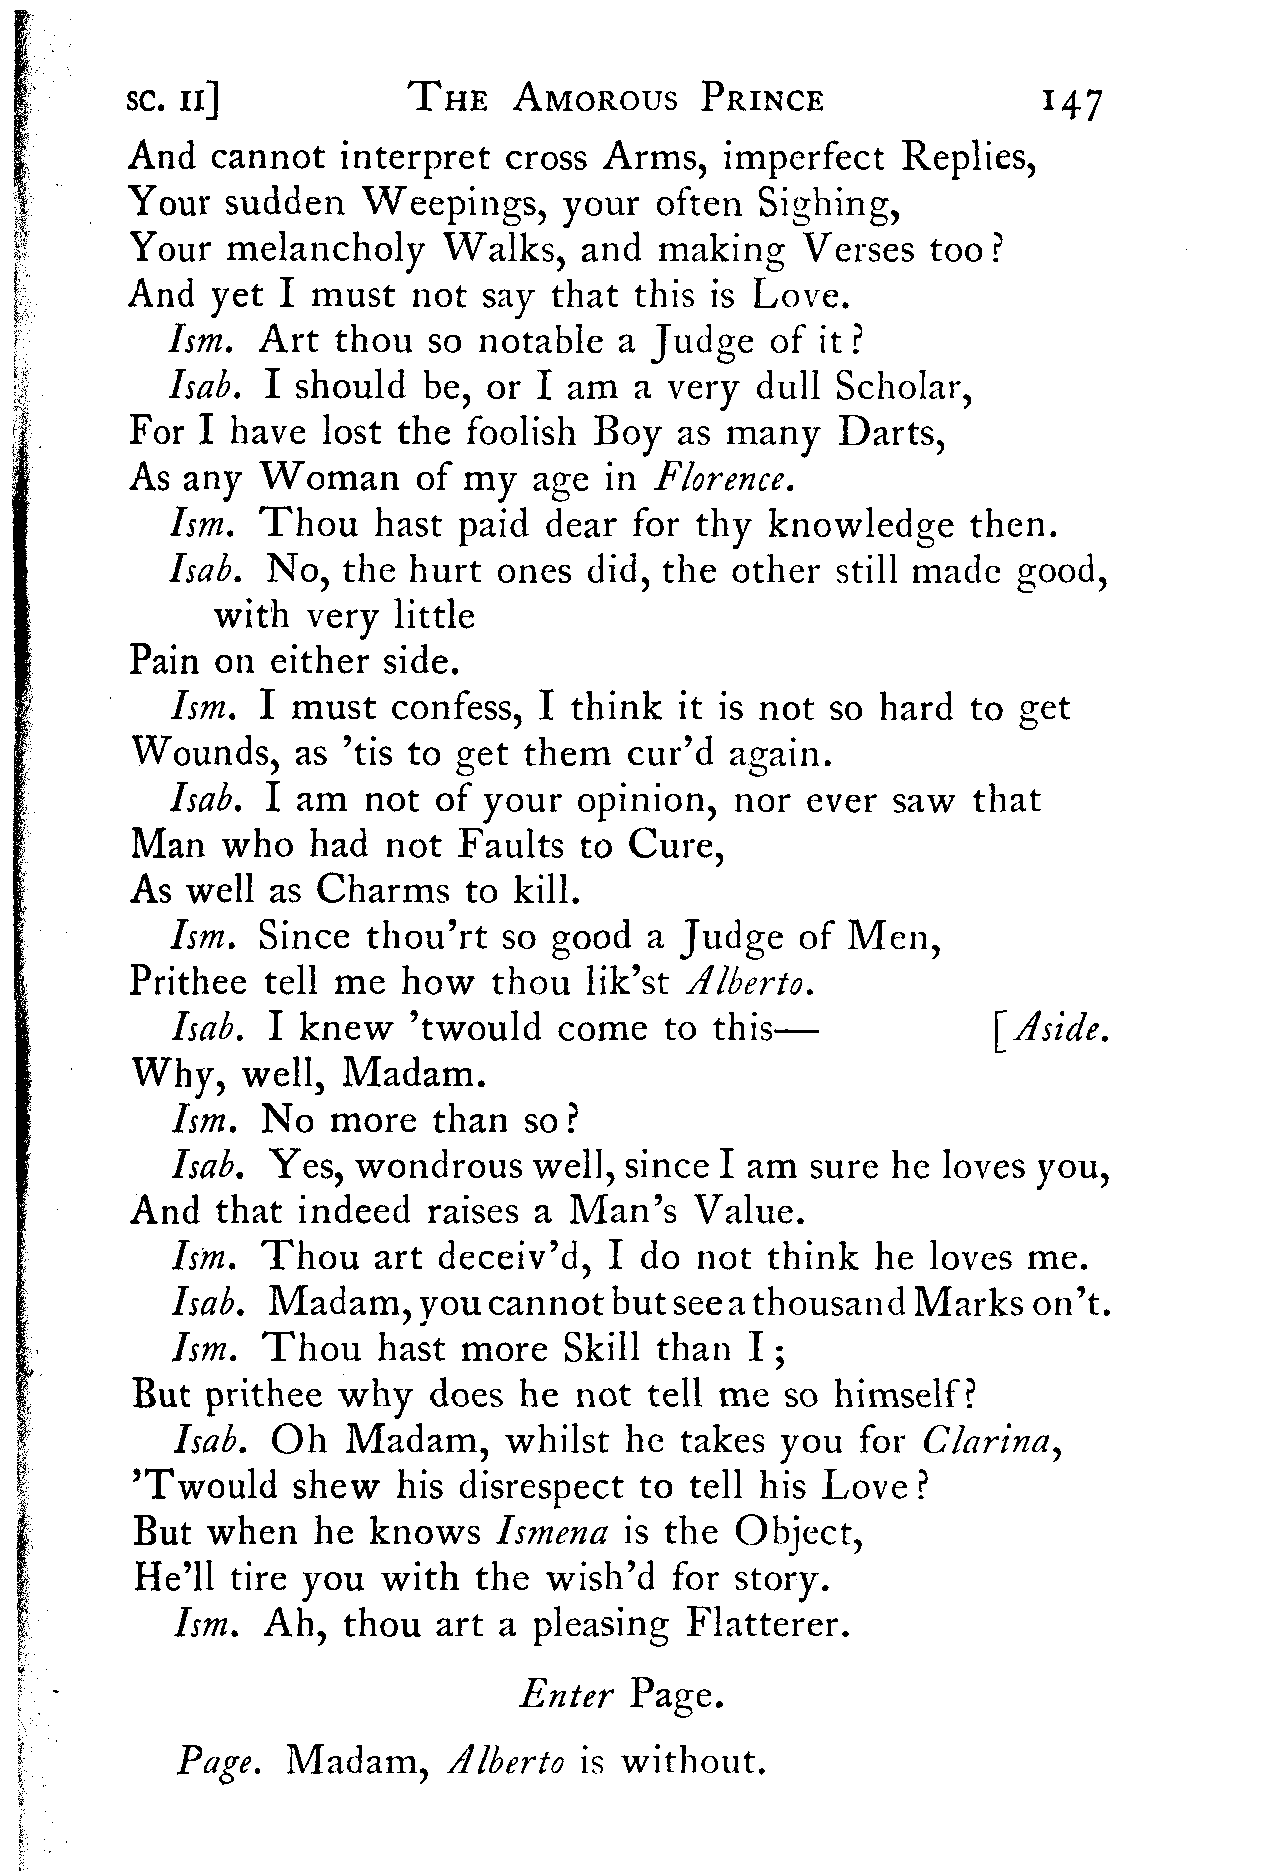 SC. II] THE AMOROUS PRINCE 147
And cannot interpret cross Arms, imperfect Replies,
Your sudden Weepings, your often Sighing,
Your melancholy Walks, and making Verses too?
And yet I must not say that this is Love.
Ism. Art thou so notable a Judge of it?
Isab. I should be, or I am a very dull Scholar,
For I have lost the foolish Boy as many Darts,
As any Woman of my age in Florence.
Ism. Thou hast paid dear for thy knowledge then.
Isab. No, the hurt ones did, the other still made good,
with very little
Pain on either side.
Ism. I must confess, I think it is not so hard to get
Wounds, as 'tis to get them cur'd again.
Isab. I am not of your opinion, nor ever saw that
Man who had not Faults to Cure,
As well as Charms to kill.
Ism. Since thou'rt so good a Judge of Men,
Prithee tell me how thou lik'st Alberto.
Isab. I knew 'twould come to this— [Aside.
Why, well, Madam.
Ism. No more than so?
Isab. Yes, wondrous well, since I am sure he loves you,
And that indeed raises a Man's Value.
Ism. Thou art deceiv'd, I do not think he loves me.
Isab. Madam, you cannot but see a thousand Marks on't.
Ism. Thou hast more Skill than I;
But prithee why does he not tell me so himself?
Isab. Oh Madam, whilst he takes you for Clarina,
'Twould shew his disrespect to tell his Love?
But when he knows Ismena is the Object,
He'll tire you with the wish'd for story.
Ism. Ah, thou art a pleasing Flatterer.
Enter Page.
Page. Madam, Alberto is without.